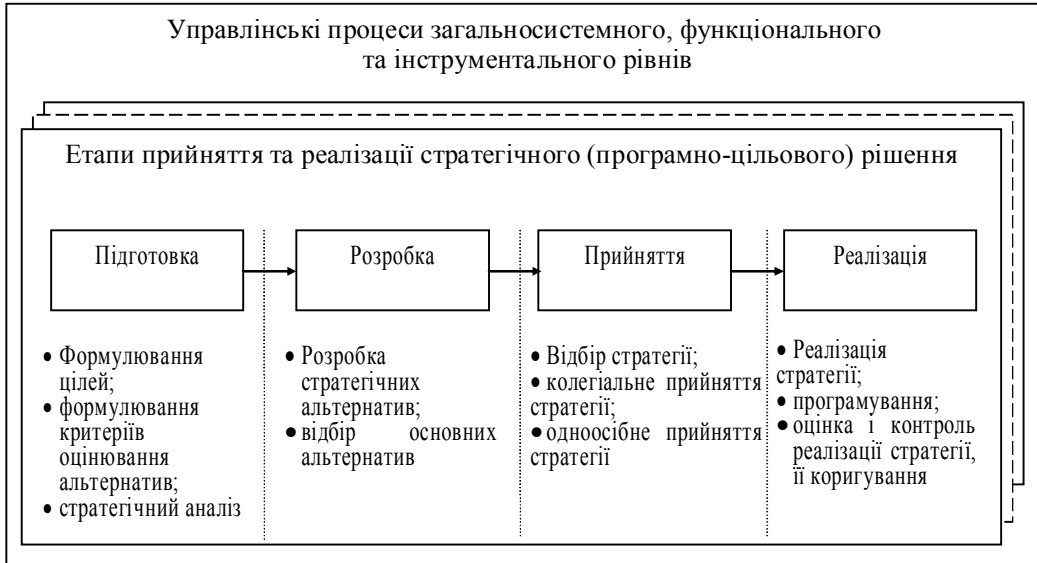 Управлінські процеси загальносистемного, функціонального
та інструментального рівнів
Етапи прийняття та реалізації стратегічного (програмно-цільового) рішення
Підготовка
Розробка
Прийняття
Реалізація
• Формулювання
цілей;
• формулювання
критеріїв
оцінювання
альтернатив;
• стратегічний аналіз
• Розробка
стратегічних
альтернатив;
• відбір основних
альтернатив
• Відбір стратегії;
• колегіальне прийняття
стратегії;
• одноосібне прийняття
стратегії
• Реалізація
стратегії;
• програмування;
• оцінка і контроль
реалізації стратегії,
її коригування